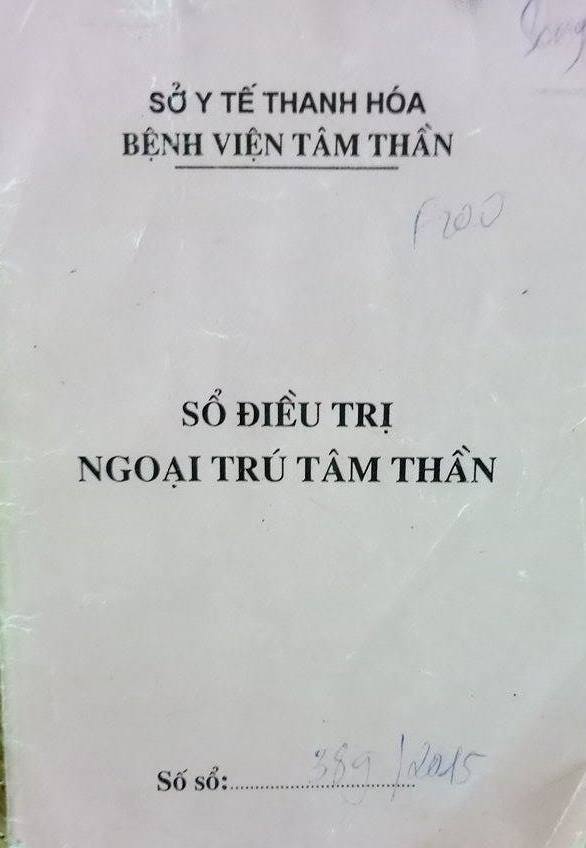 SỞ Y TẾ THANH HÓA
BỆNH VIỆN TÂM THẦN
F200
SỔ ĐIỀU TRỊ
NGOẠI TRÚ TÂM THẦN
Số sổ:........ 389/2015